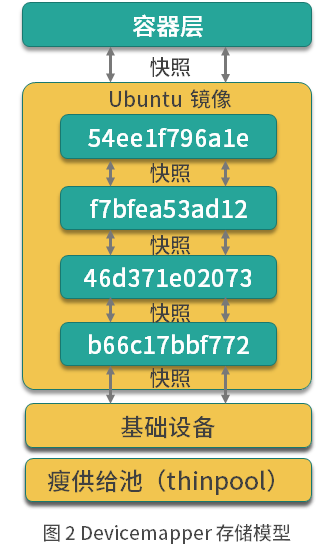 容器层
快照
Ubuntu 镜像
54ee1f796a1e
快照
f7bfea53ad12
快照
46d371e02073
快照
b66c17bbf772
快照
基础设备
瘦供给池（thinpool）
图 2 Devicemapper 存储模型